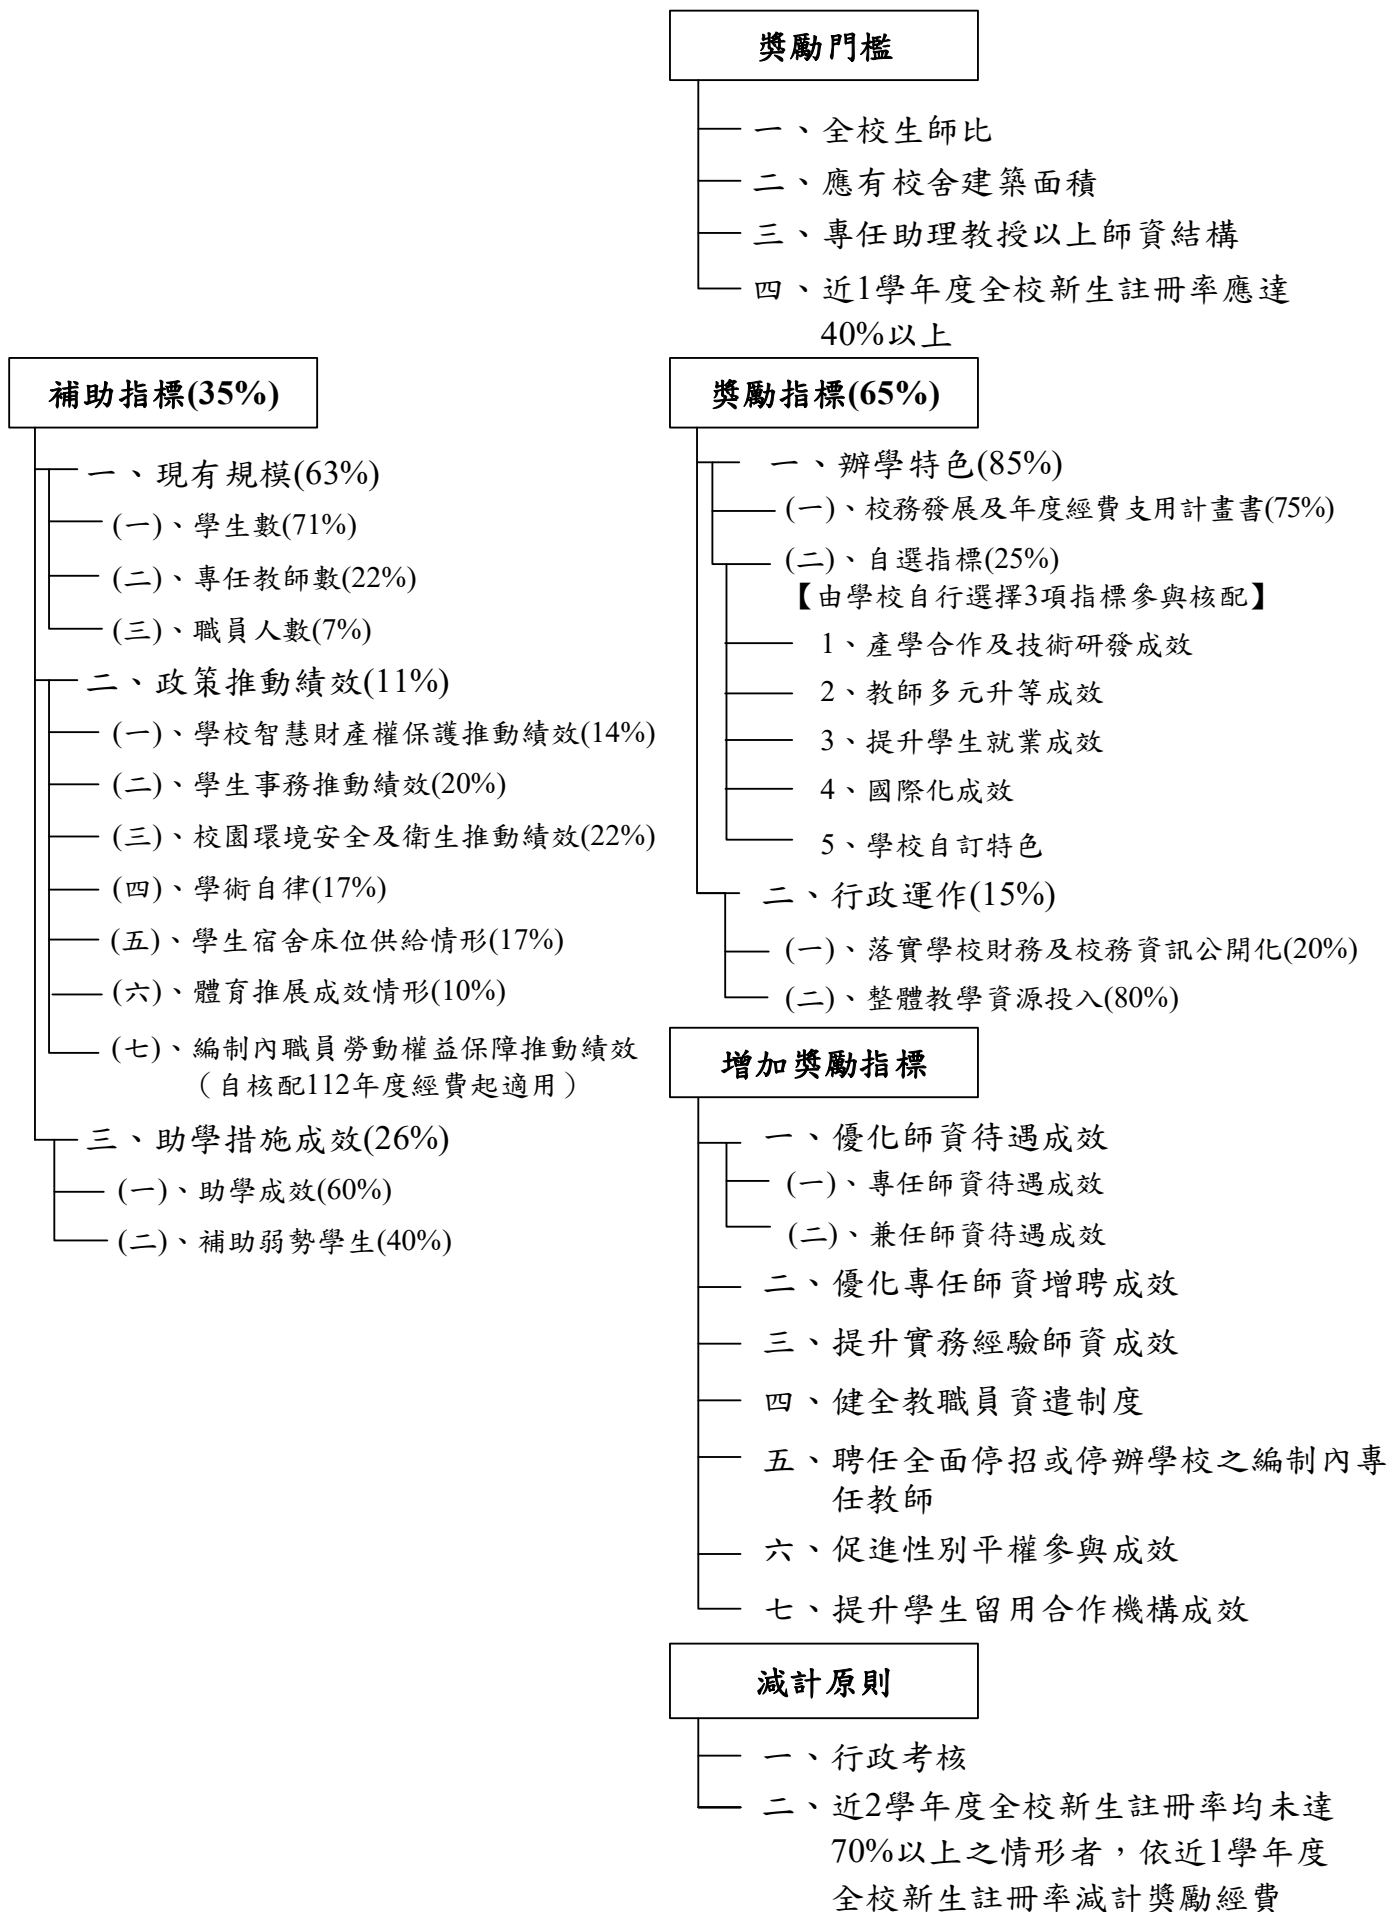 獎勵門檻
一、全校生師比
二、應有校舍建築面積
三、專任助理教授以上師資結構
四、近1學年度全校新生註冊率應達
40%以上
補助指標(35%)
一、現有規模(63%)
(一)、學生數(71%)
(二)、專任教師數(22%)
(三)、職員人數(7%)
二、政策推動績效(11%)
(一)、學校智慧財產權保護推動績效(14%)
(二)、學生事務推動績效(20%)
(三)、校園環境安全及衛生推動績效(22%)
(四)、學術自律(17%)
(五)、學生宿舍床位供給情形(17%)
(六)、體育推展成效情形(10%)
(七)、編制內職員勞動權益保障推動績效
（自核配112年度經費起適用）
三、助學措施成效(26%)
(一)、助學成效(60%)
(二)、補助弱勢學生(40%)
獎勵指標(65%)
一、辦學特色(85%)
(一)、校務發展及年度經費支用計畫書(75%)
(二)、自選指標(25%)
【由學校自行選擇3項指標參與核配】
1、產學合作及技術研發成效
2、教師多元升等成效
3、提升學生就業成效
4、國際化成效
5、學校自訂特色
二、行政運作(15%)
(一)、落實學校財務及校務資訊公開化(20%)
(二)、整體教學資源投入(80%)
增加獎勵指標
一、優化師資待遇成效
(一)、專任師資待遇成效
(二)、兼任師資待遇成效
二、優化專任師資增聘成效
三、提升實務經驗師資成效
四、健全教職員資遣制度
五、聘任全面停招或停辦學校之編制內專
任教師
六、促進性別平權參與成效
七、提升學生留用合作機構成效
減計原則
一、行政考核
二、近2學年度全校新生註冊率均未達
70%以上之情形者，依近1學年度
全校新生註冊率減計獎勵經費